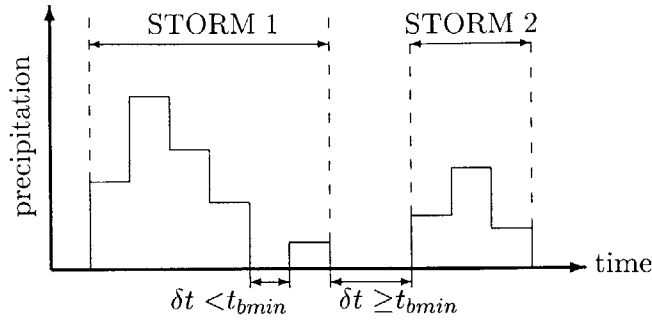 STORM 1
STORM 2
precipitation
time
δt <t_bmin
δt ≥t_bmin